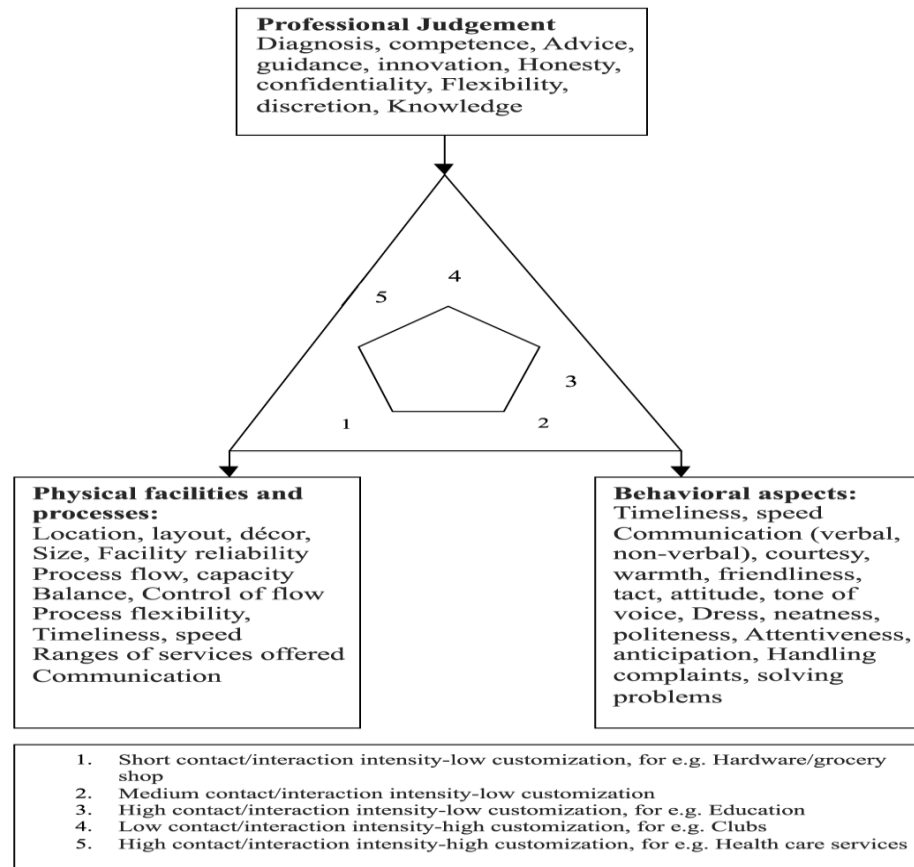 Professional Judgement
Diagnosis, competence, Advice,
guidance, innovation, Honesty,
confidentiality, Flexibility,
discretion, Knowledge
4
5
3
1
2
Physical facilities and
processes:
Location, layout, décor,
Size, Facility reliability
Process flow, capacity
Balance, Control of flow
Process flexibility,
Timeliness, speed
Ranges of services offered
Communication
Behavioral aspects:
Timeliness, speed
Communication (verbal,
non-verbal), courtesy,
warmth, friendliness,
tact, attitude, tone of
voice, Dress, neatness,
politeness, Attentiveness,
anticipation, Handling
complaints, solving
problems
1. Short contact/interaction intensity-low customization, for e.g. Hardware/grocery
shop
2. Medium contact/interaction intensity-low customization
3. High contact/interaction intensity-low customization, for e.g. Education
4. Low contact/interaction intensity-high customization, for e.g. Clubs
5. High contact/interaction intensity-high customization, for e.g. Health care services